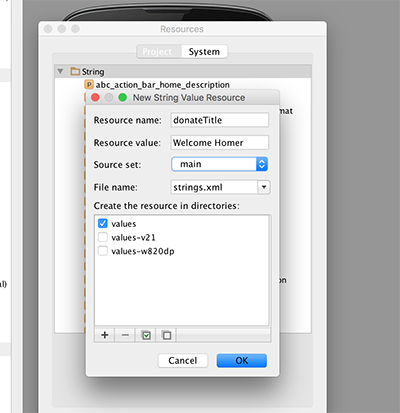 Resources
Project System
String
abc_action_bar_home_description
New String Value Resource
mat
Resource name: donateTitle
Resource value: Welcome Homer
Source set: main
File name: strings.xml
Create the resource in directories:
values
values-v21
values-w820dp
on
al)
Cancel OK